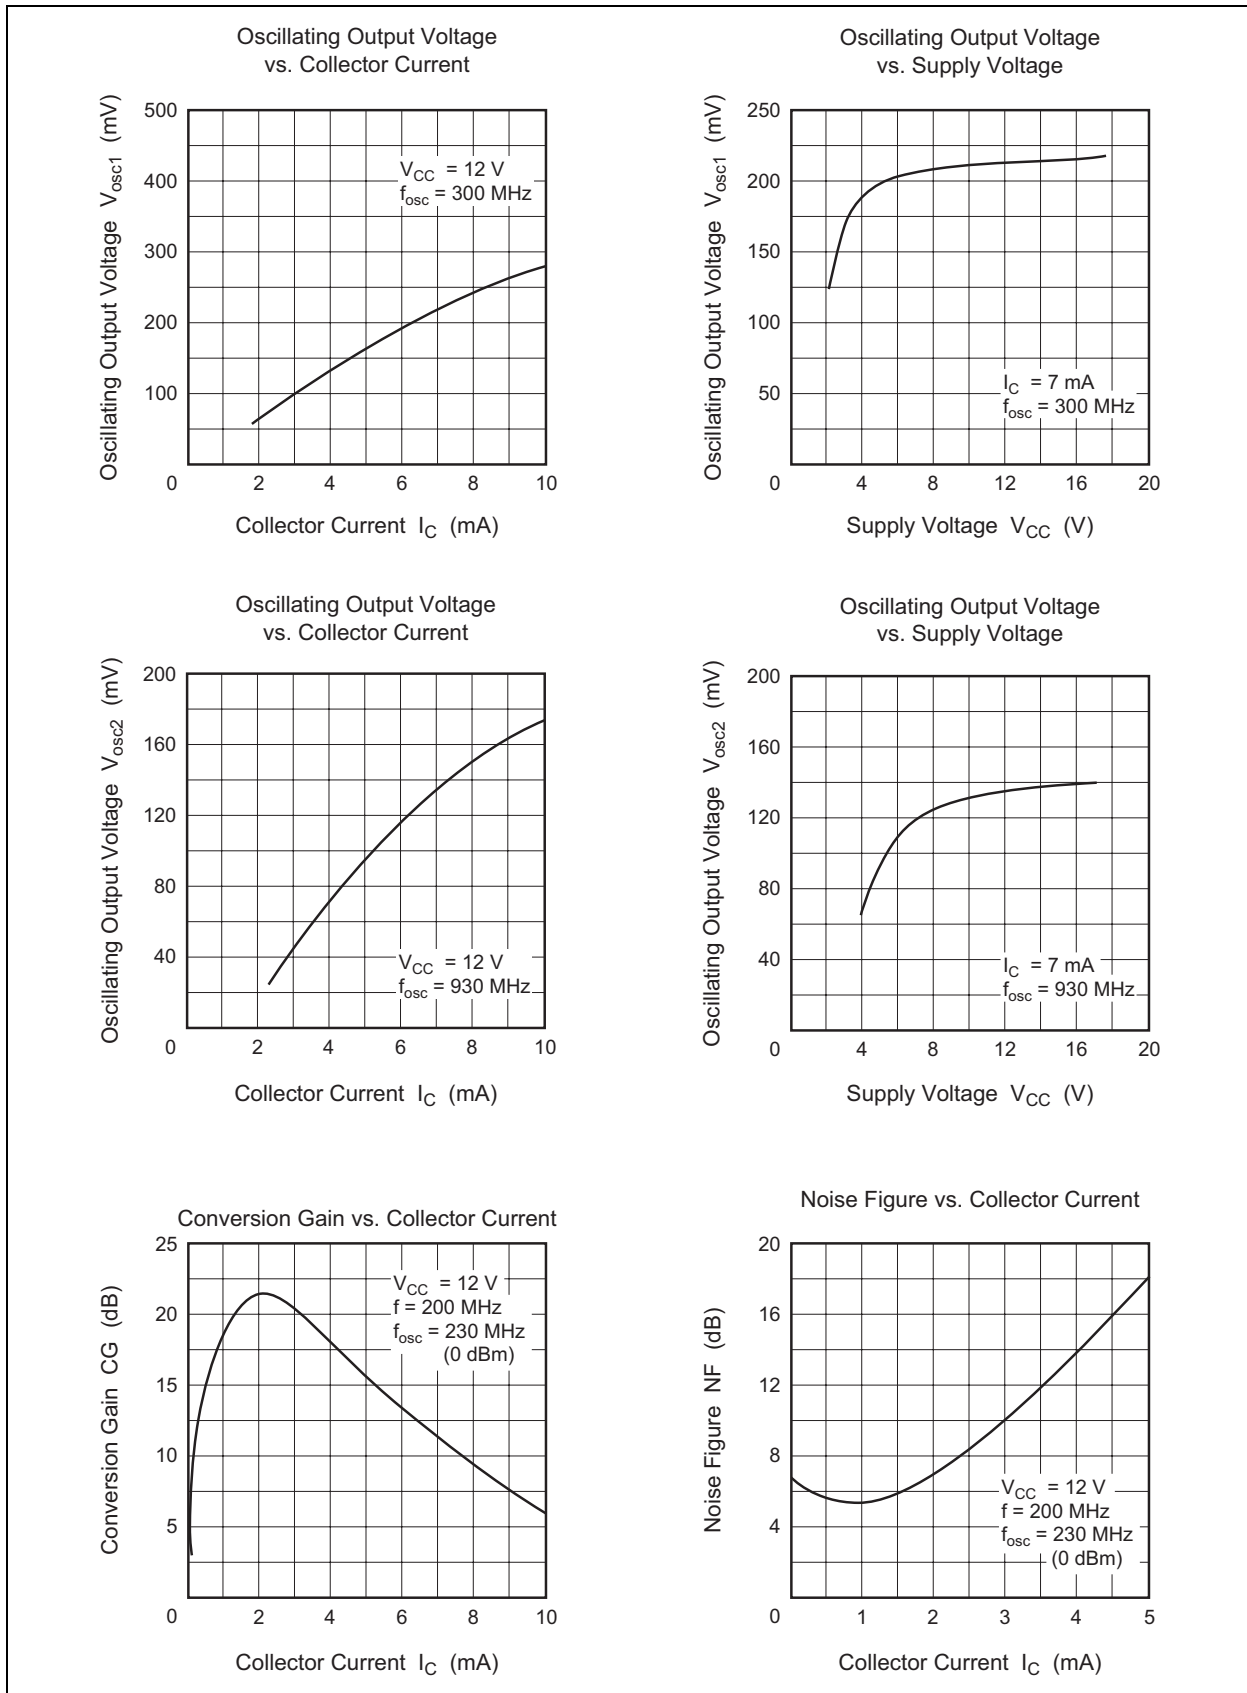 Oscillating Output Voltage
vs. Collector Current
Oscillating Output Voltage V_osc1 (mV)
500
400
300
200
100
0
2
4
6
8
10
V_CC = 12 V
f_osc = 300 MHz
Collector Current I_C (mA)
Oscillating Output Voltage
vs. Supply Voltage
Oscillating Output Voltage V_osc1 (mV)
250
200
150
100
50
0
4
8
12
16
20
I_C = 7 mA
f_osc = 300 MHz
Supply Voltage V_CC (V)
Oscillating Output Voltage
vs. Collector Current
Oscillating Output Voltage V_osc2 (mV)
200
160
120
80
40
0
2
4
6
8
10
V_CC = 12 V
f_osc = 930 MHz
Collector Current I_C (mA)
Oscillating Output Voltage
vs. Supply Voltage
Oscillating Output Voltage V_osc2 (mV)
200
160
120
80
40
0
4
8
12
16
20
I_C = 7 mA
f_osc = 930 MHz
Supply Voltage V_CC (V)
Conversion Gain vs. Collector Current
Conversion Gain CG (dB)
25
20
15
10
5
0
2
4
6
8
10
V_CC = 12 V
f = 200 MHz
f_osc = 230 MHz
(0 dBm)
Collector Current I_C (mA)
Noise Figure vs. Collector Current
Noise Figure NF (dB)
20
16
12
8
4
0
1
2
3
4
5
V_CC = 12 V
f = 200 MHz
f_osc = 230 MHz
(0 dBm)
Collector Current I_C (mA)